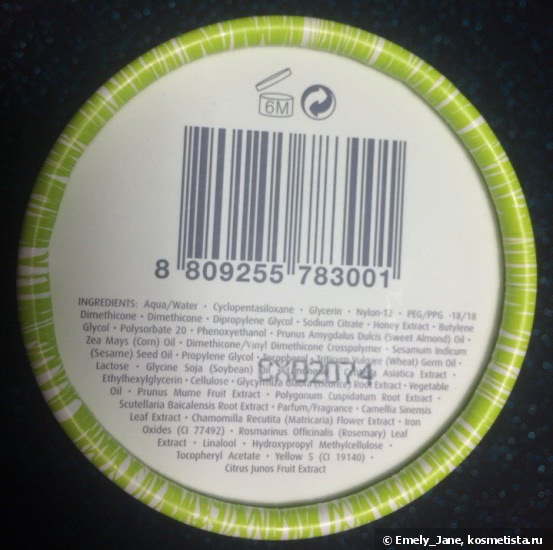 6M
8 809255 783001
INGREDIENTS: Aqua/Water • Cyclopentasiloxane • Glycerin • Nylon-12 • PEG/PPG -18/18
Dimethicone • Dimethicone • Dipropylene Glycol • Sodium Citrate • Honey Extract • Butylene
Glycol • Polysorbate 20 • Phenoxyethanol • Prunus Amygdalus Dulcis (Sweet Almond) Oil •
Zea Mays (Corn) Oil • Dimethicone/Vinyl Dimethicone Crosspolymer • Sesamum Indicum
(Sesame) Seed Oil • Propylene Glycol • Tocopherol • Triticum Vulgare (Wheat) Germ Oil •
Lactose • Glycine Soja (Soybean) Asiatica Extract •
Ethylhexylglycerin • Cellulose • Glycyrrhiza Glabra (Licorice) Root Extract • Vegetable
Oil • Prunus Mume Fruit Extract • Polygonum Cuspidatum Root Extract •
Scutellaria Baicalensis Root Extract • Parfum/Fragrance • Camellia Sinensis
Leaf Extract • Chamomilla Recutita (Matricaria) Flower Extract • Iron
Oxides (CI 77492) • Rosmarinus Officinalis (Rosemary) Leaf
Extract • Linalool • Hydroxypropyl Methylcellulose •
Tocopheryl Acetate • Yellow 5 (CI 19140) •
Citrus Junos Fruit Extract
© Emely_Jane, kosmetista.ru